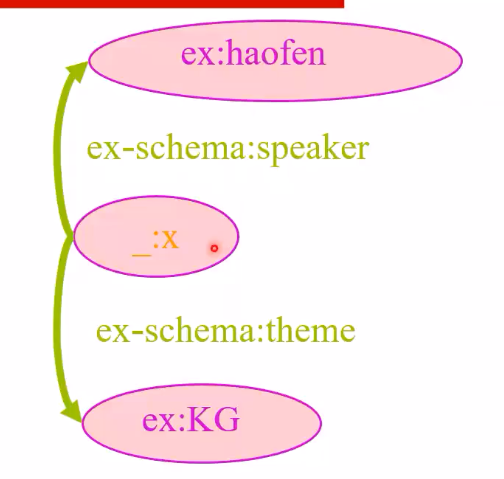 ex:haofen
ex-schema:speaker
_:x
ex-schema:theme
ex:KG